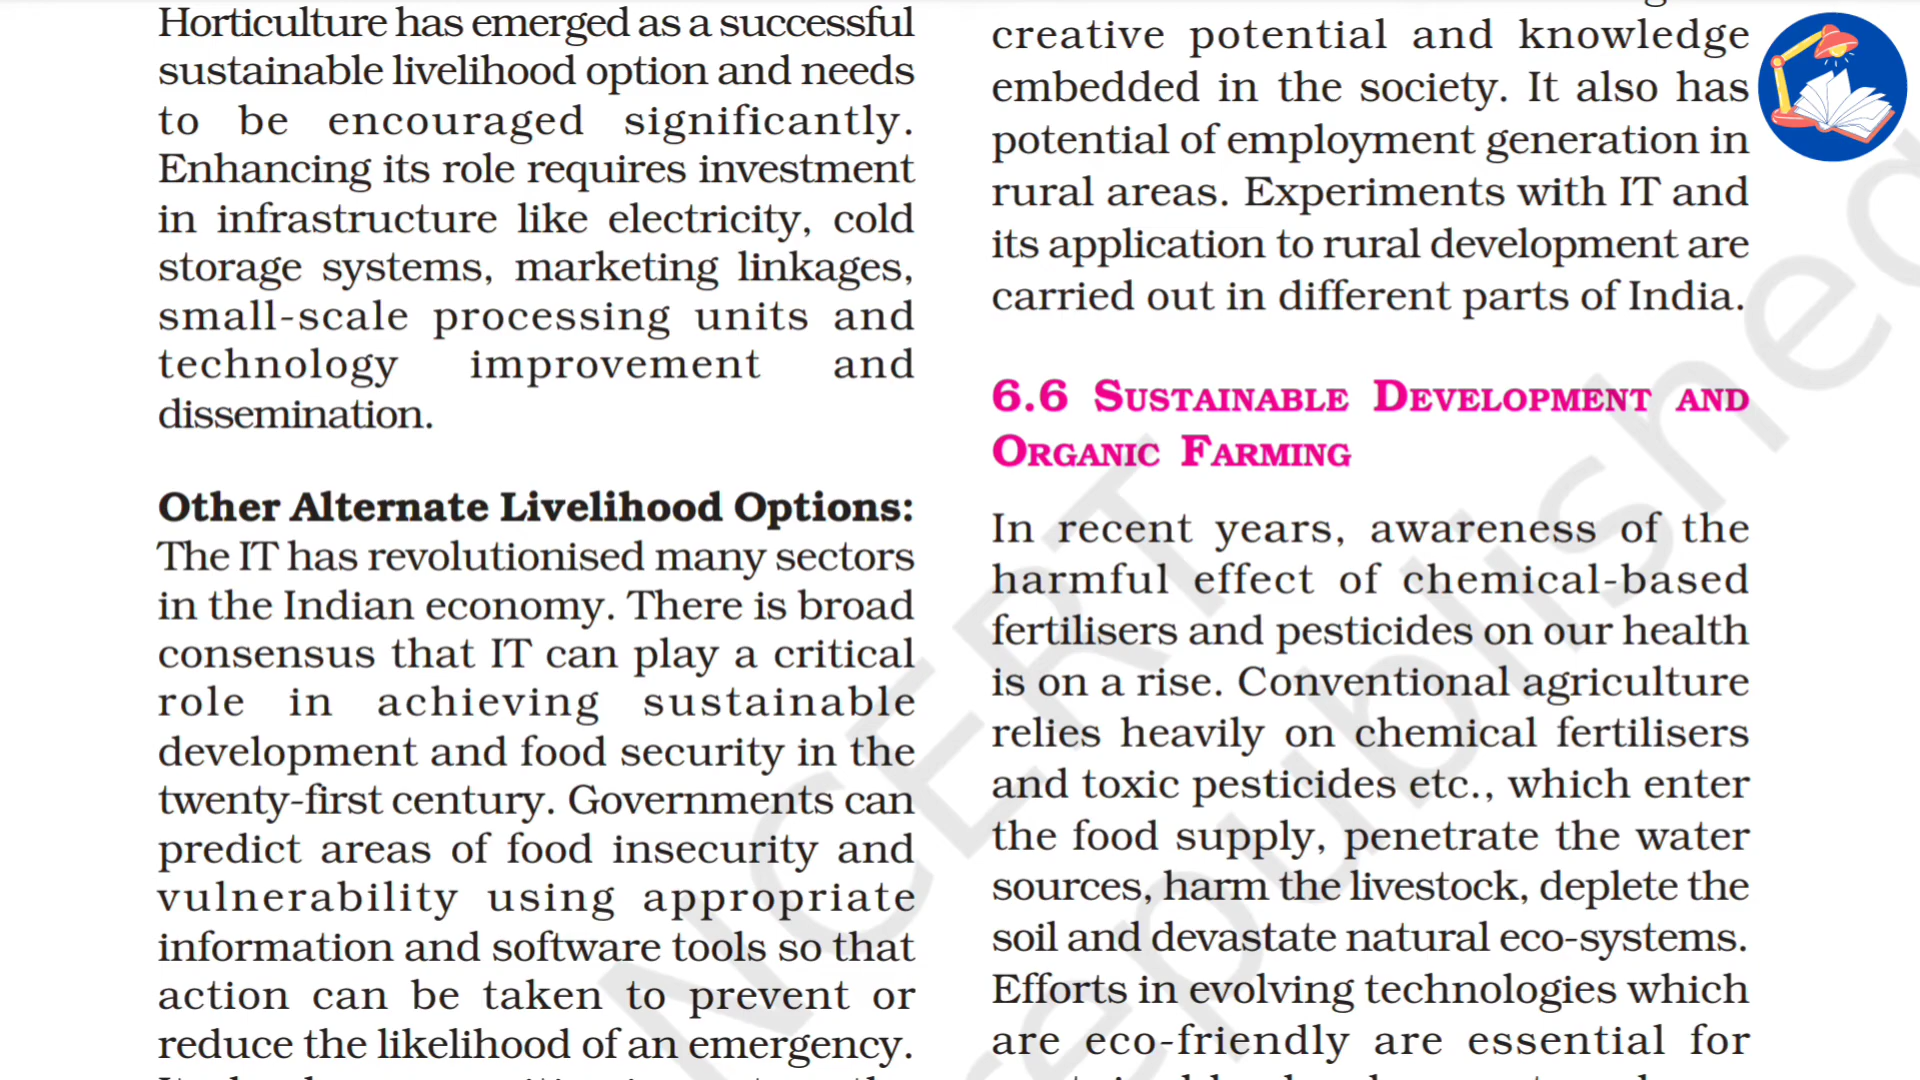 Horticulture has emerged as a successful
sustainable livelihood option and needs
to be encouraged significantly.
Enhancing its role requires investment
in infrastructure like electricity, cold
storage systems, marketing linkages,
small-scale processing units and
technology improvement and
dissemination.
Other Alternate Livelihood Options:
The IT has revolutionised many sectors
in the Indian economy. There is broad
consensus that IT can play a critical
role in achieving sustainable
development and food security in the
twenty-first century. Governments can
predict areas of food insecurity and
vulnerability using appropriate
information and software tools so that
action can be taken to prevent or
reduce the likelihood of an emergency.
creative potential and knowledge
embedded in the society. It also has
potential of employment generation in
rural areas. Experiments with IT and
its application to rural development are
carried out in different parts of India.
6.6 SUSTAINABLE DEVELOPMENT AND
ORGANIC FARMING
In recent years, awareness of the
harmful effect of chemical-based
fertilisers and pesticides on our health
is on a rise. Conventional agriculture
relies heavily on chemical fertilisers
and toxic pesticides etc., which enter
the food supply, penetrate the water
sources, harm the livestock, deplete the
soil and devastate natural eco-systems.
Efforts in evolving technologies which
are eco-friendly are essential for
NCERT
republished